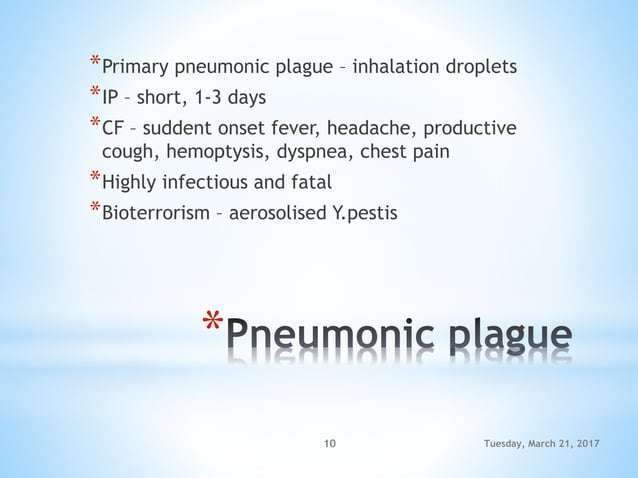 *Primary pneumonic plague – inhalation droplets
*IP – short, 1-3 days
*CF – suddent onset fever, headache, productive
cough, hemoptysis, dyspnea, chest pain
*Highly infectious and fatal
*Bioterrorism – aerosolised Y.pestis
*Pneumonic plague
10
Tuesday, March 21, 2017